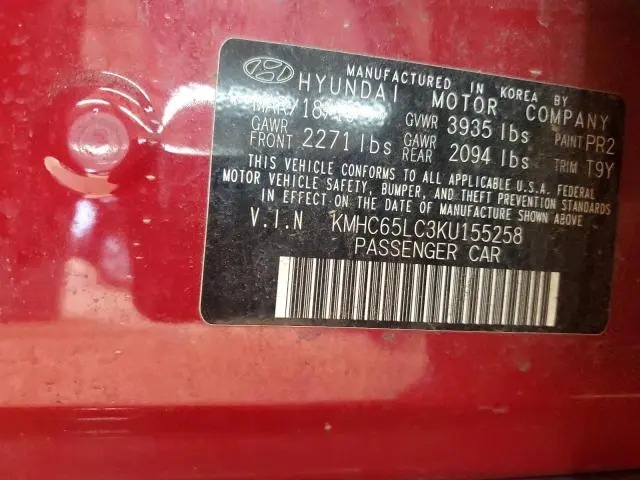 MANUFACTURED IN KOREA BY
HYUNDAI MOTOR COMPANY
MAR/18/
GAWR FRONT 2271 lbs
GVWR 3935 lbs
GAWR REAR 2094 lbs
PAINT PR2
TRIM T9Y
THIS VEHICLE CONFORMS TO ALL APPLICABLE U.S.A. FEDERAL
MOTOR VEHICLE SAFETY, BUMPER, AND THEFT PREVENTION STANDARDS
IN EFFECT ON THE DATE OF MANUFACTURE SHOWN ABOVE.
V.I.N KMHC65LC3KU155258
PASSENGER CAR